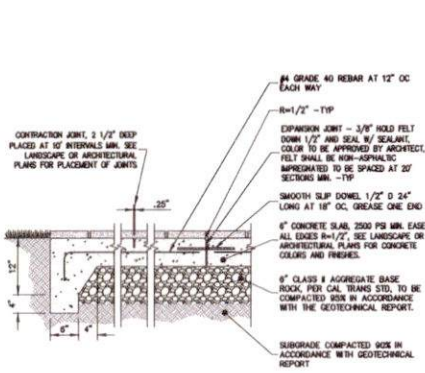 #4 GRADE 40 REBAR AT 12" OC
EACH WAY
R=1/2" -TYP
EXPANSION JOINT - 3/8" HOLD FELT
DOWN 1/2" AND SEAL W/ SEALANT,
COLOR TO BE APPROVED BY ARCHITECT,
FELT SHALL BE NON-ASPHALTIC
IMPREGNATED TO BE SPACED AT 20'
SECTIONS MIN. -TYP
SMOOTH SLIP DOWEL 1/2" D 24"
LONG AT 18" OC, GREASE ONE END
6" CONCRETE SLAB, 2500 PSI MIN. EASE
ALL EDGES R=1/2", SEE LANDSCAPE OR
ARCHITECTURAL PLANS FOR CONCRETE
COLORS AND FINISHES.
6" CLASS II AGGREGATE BASE
ROCK, PER CAL TRANS STD, TO BE
COMPACTED 95% IN ACCORDANCE
WITH THE GEOTECHNICAL REPORT.
SUBGRADE COMPACTED 90% IN
ACCORDANCE WITH GEOTECHNICAL
REPORT
CONTRACTION JOINT, 2 1/2" DEEP
PLACED AT 10' INTERVALS MIN. SEE
LANDSCAPE OR ARCHITECTURAL
PLANS FOR PLACEMENT OF JOINTS
.25"
12"
4"
6"
4"